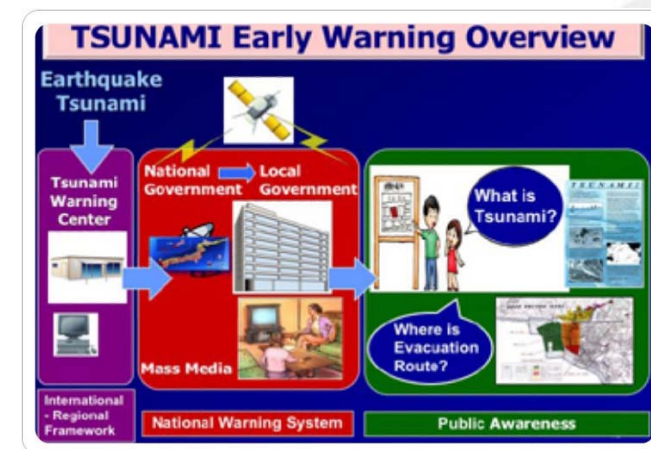 TSUNAMI Early Warning Overview
Earthquake
Tsunami
Tsunami
Warning
Center
National
Government
Local
Government
Mass Media
What is
Tsunami?
TSUNAMI
Where is
Evacuation
Route?
International
- Regional
Framework
National Warning System
Public Awareness